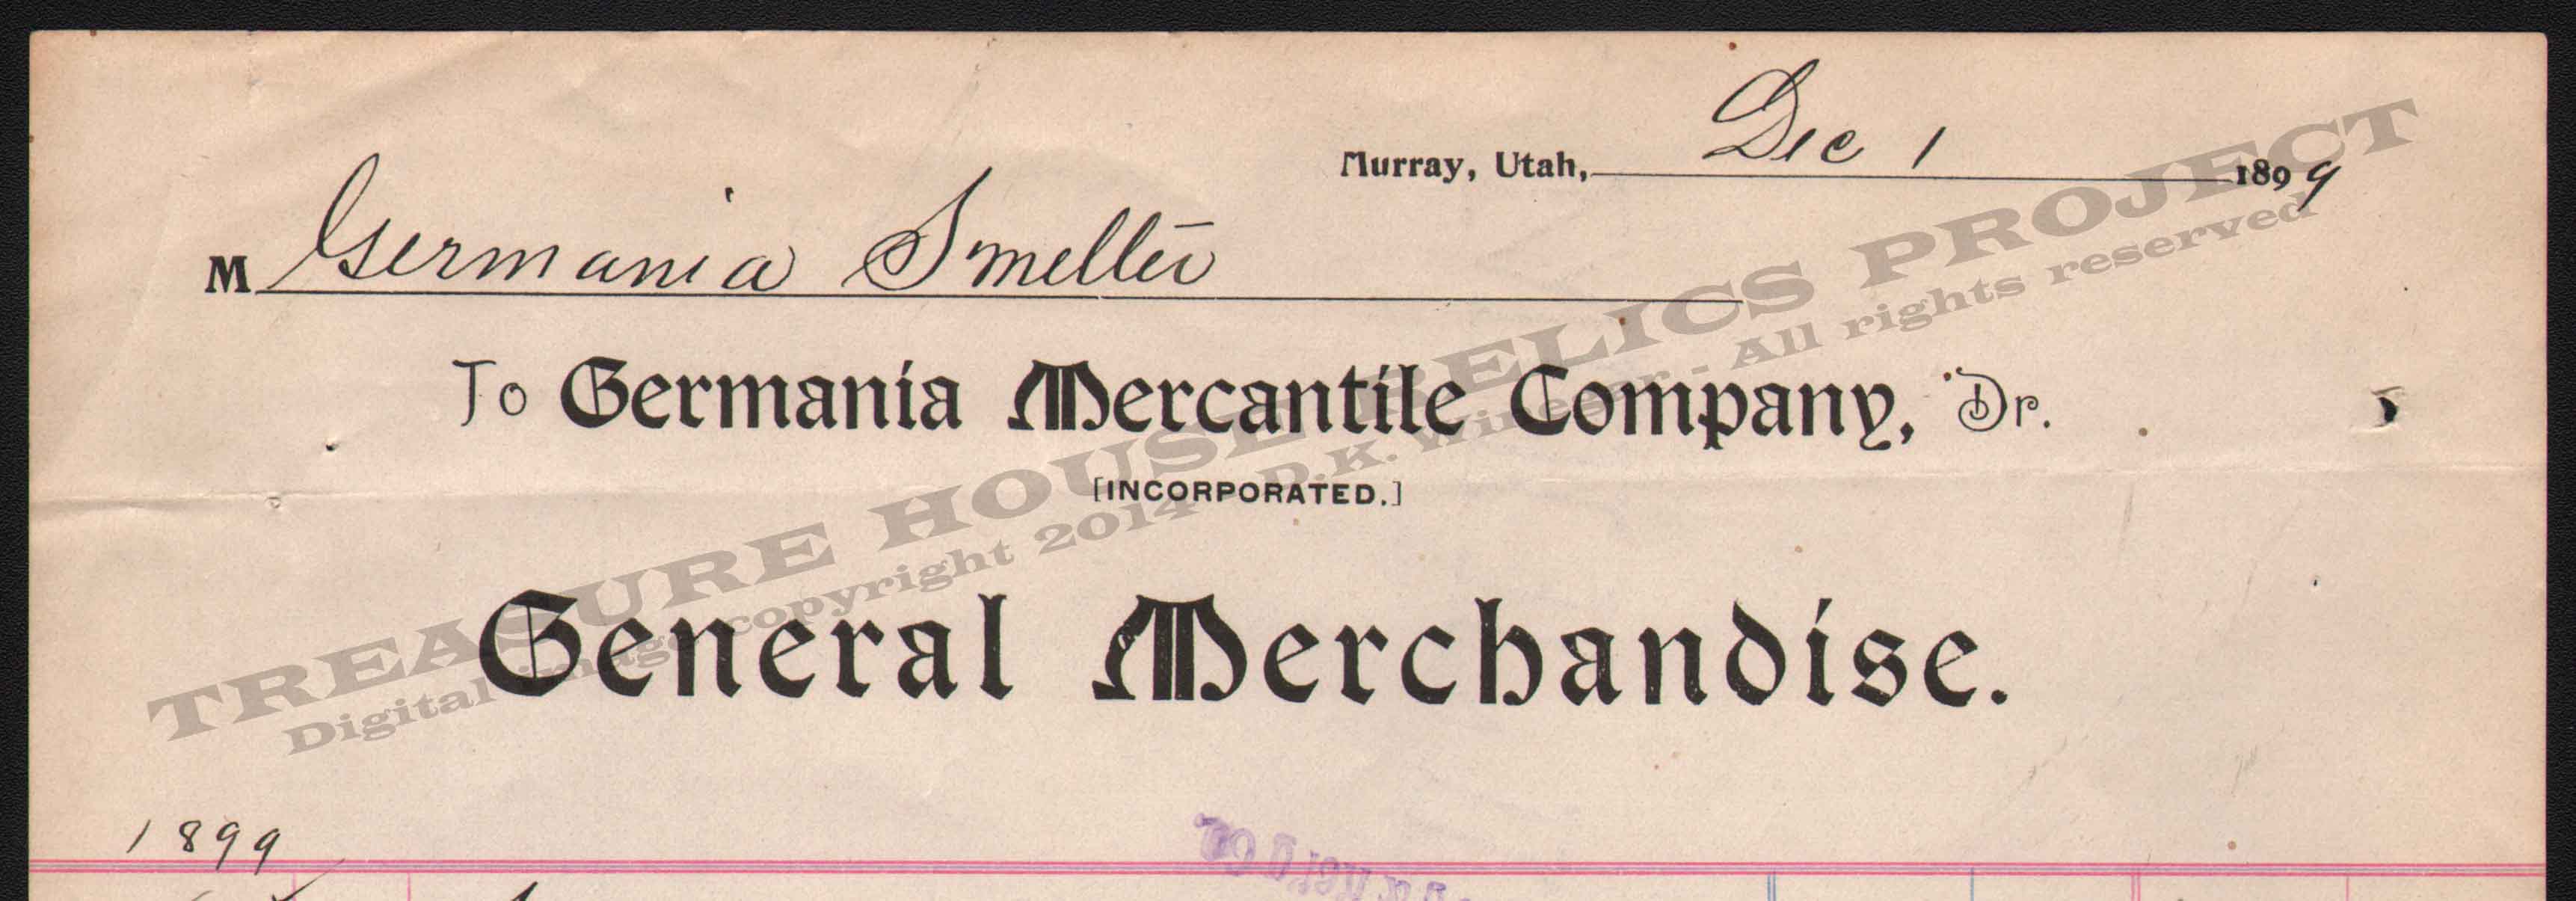 Murray, Utah, Dec 1 1899
M Germania Smelter
To Germania Mercantile Company, Dr.
[INCORPORATED.]
General Merchandise.
1899
TREASURE HOUSE RELICS PROJECT
Digital image copyright 2014 - D.K. Winslar - All rights reserved